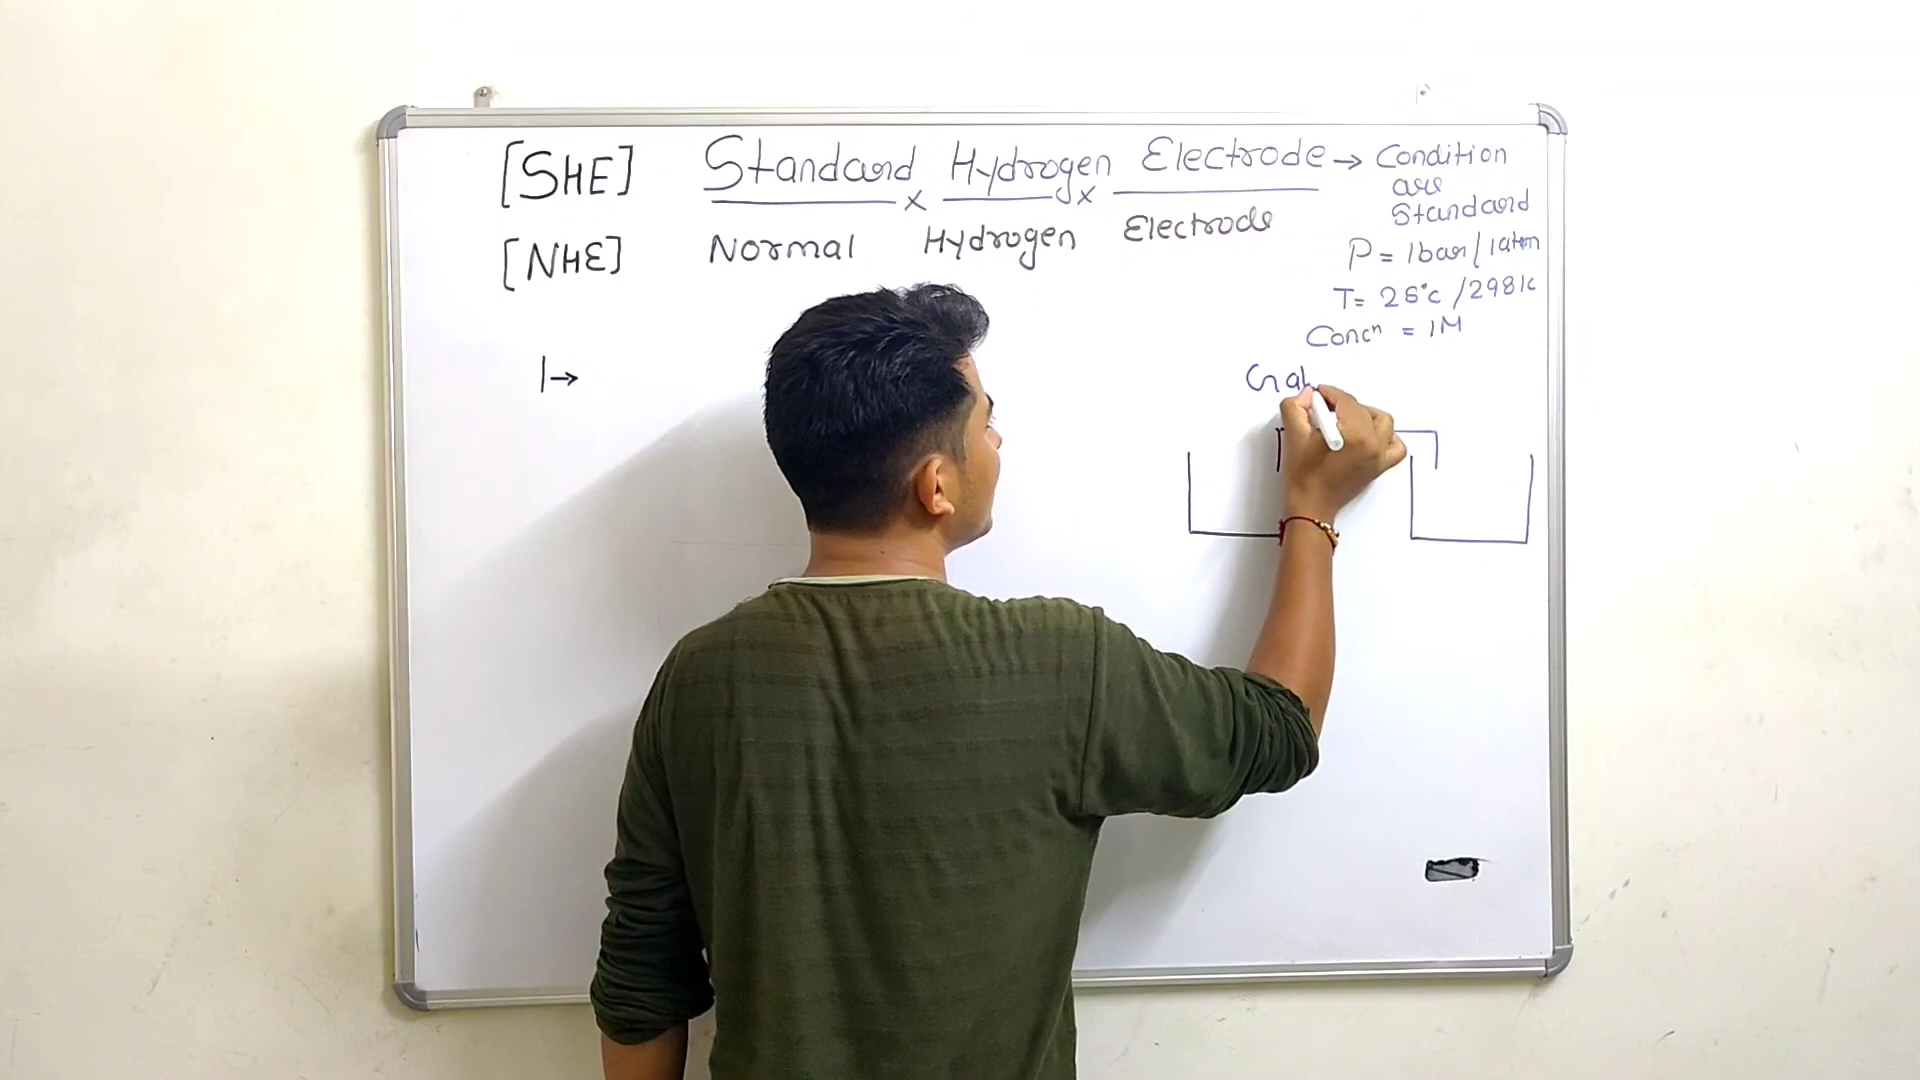 [SHE] Standard Hydrogen Electrode → Condition
are
Standard
[NHE] Normal Hydrogen Electrode
P = 1bar/1atm
T= 25°c /298K
Concⁿ = 1M
1→
Gal